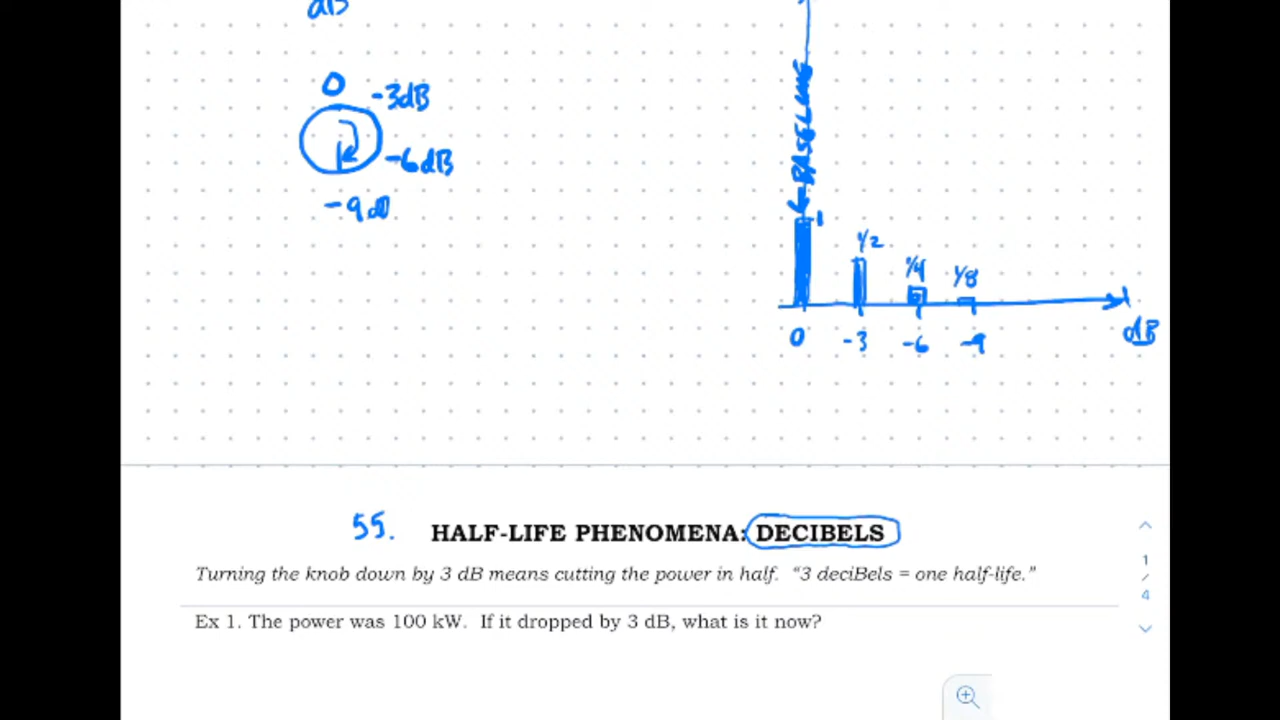 dB
0
-3dB
-6dB
-9d
← BASELINE
1
1/2
1/4
1/8
0
-3
-6
-9
dB
55. HALF-LIFE PHENOMENA: DECIBELS
Turning the knob down by 3 dB means cutting the power in half. “3 deciBels = one half-life.”
Ex 1. The power was 100 kW. If it dropped by 3 dB, what is it now?
1
/
4